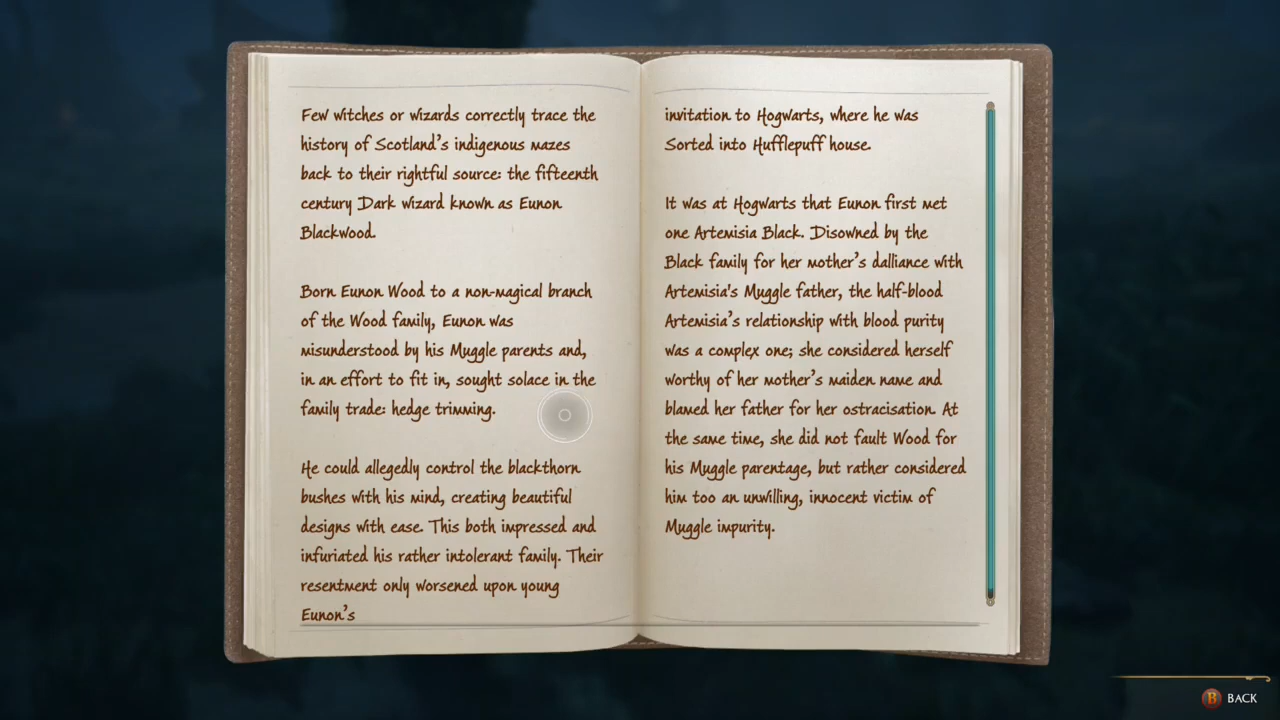 Few witches or wizards correctly trace the
history of Scotland's indigenous mazes
back to their rightful source: the fifteenth
century Dark wizard known as Eunon
Blackwood.
Born Eunon Wood to a non-magical branch
of the Wood family, Eunon was
misunderstood by his Muggle parents and,
in an effort to fit in, sought solace in the
family trade: hedge trimming.
He could allegedly control the blackthorn
bushes with his mind, creating beautiful
designs with ease. This both impressed and
infuriated his rather intolerant family. Their
resentment only worsened upon young
Eunon's
invitation to Hogwarts, where he was
Sorted into Hufflepuff house.
It was at Hogwarts that Eunon first met
one Artemisia Black. Disowned by the
Black family for her mother's dalliance with
Artemisia's Muggle father, the half-blood
Artemisia's relationship with blood purity
was a complex one; she considered herself
worthy of her mother's maiden name and
blamed her father for her ostracisation. At
the same time, she did not fault Wood for
his Muggle parentage, but rather considered
him too an unwilling, innocent victim of
Muggle impurity.
B BACK